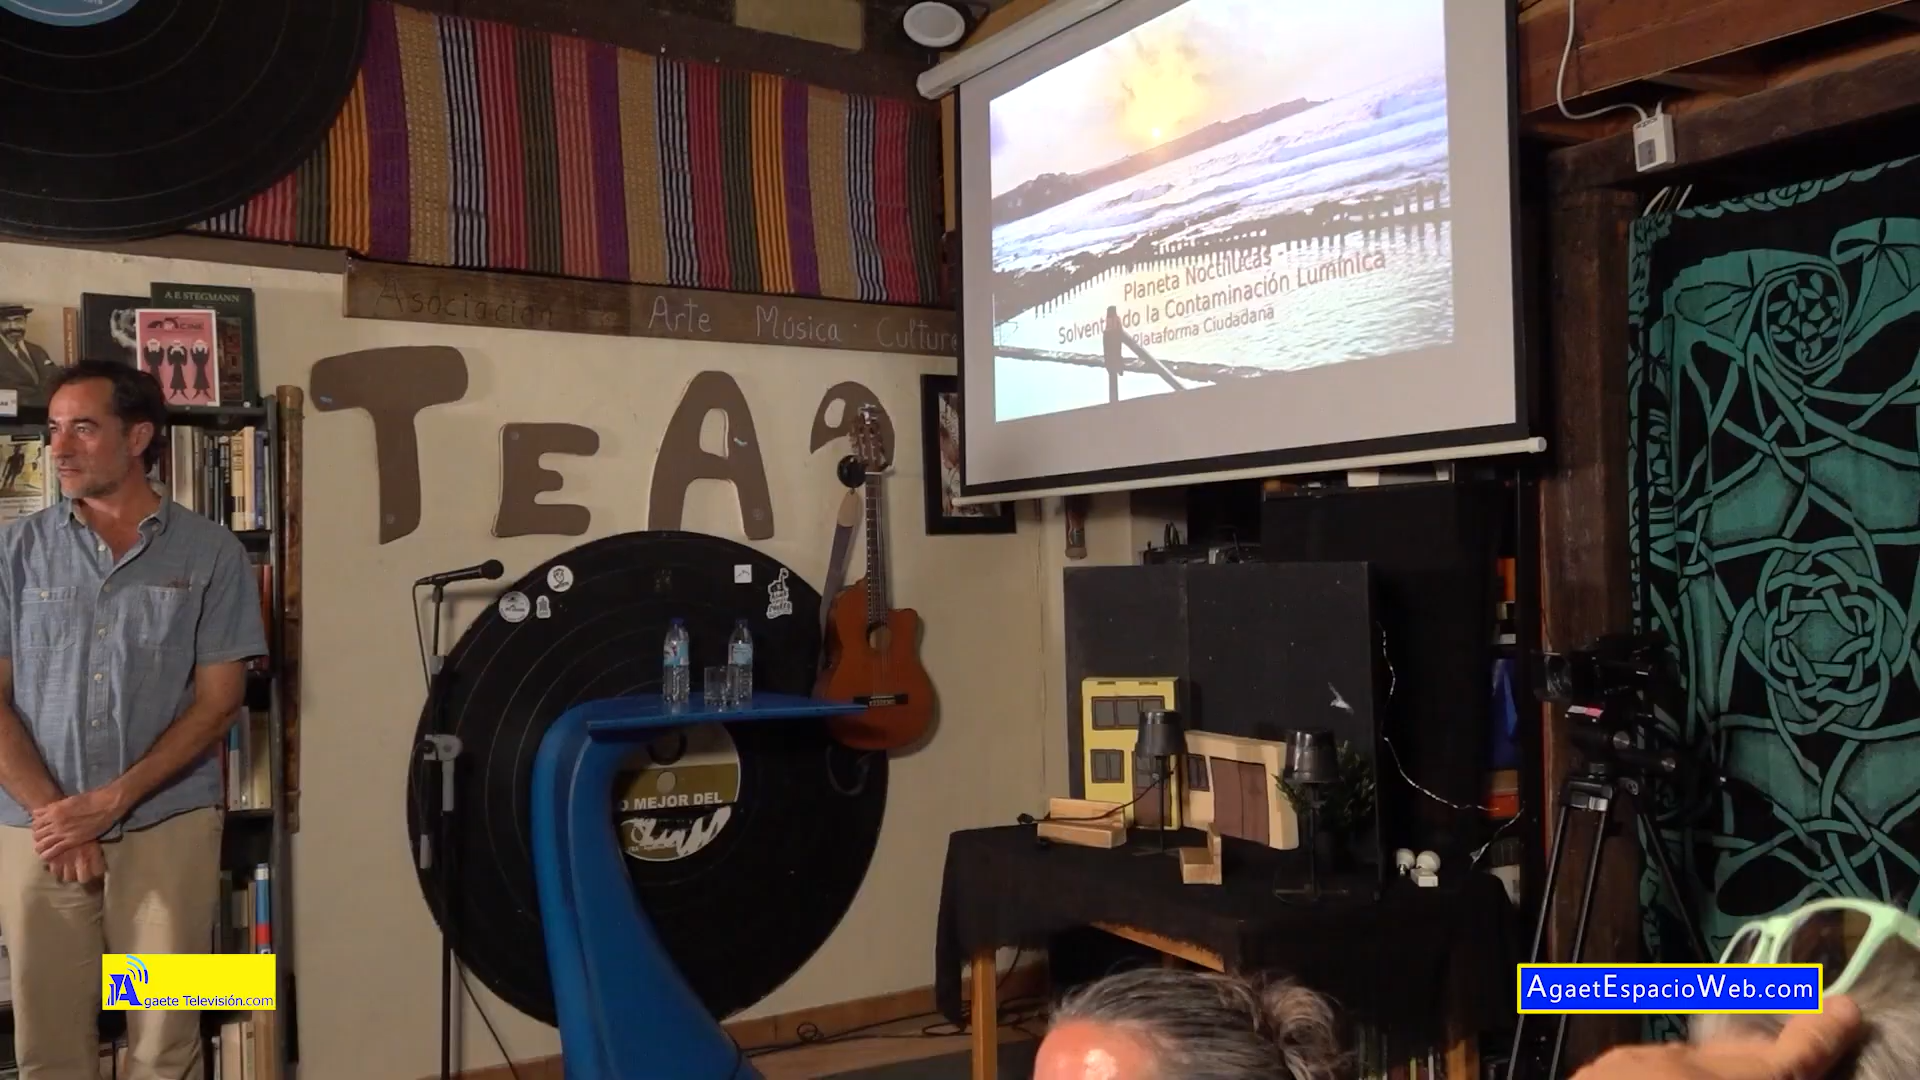 A E STEGMANN
CINE
Asociación Arte Música Cultura
TEA
Planeta Noctilucas
Solventando la Contaminación Lumínica
Plataforma Ciudadana
O MEJOR DEL
Agaete Televisión.com
AgaetEspacioWeb.com